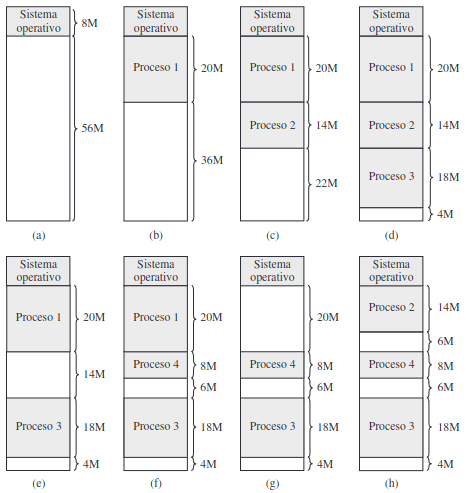 Sistema
operativo
8M
56M
(a)
Sistema
operativo
Proceso 1
20M
36M
(b)
Sistema
operativo
Proceso 1
20M
Proceso 2
14M
22M
(c)
Sistema
operativo
Proceso 1
20M
Proceso 2
14M
Proceso 3
18M
4M
(d)
Sistema
operativo
Proceso 1
20M
14M
Proceso 3
18M
4M
(e)
Sistema
operativo
Proceso 1
20M
Proceso 4
8M
6M
Proceso 3
18M
4M
(f)
Sistema
operativo
20M
Proceso 4
8M
6M
Proceso 3
18M
4M
(g)
Sistema
operativo
Proceso 2
14M
6M
Proceso 4
8M
6M
Proceso 3
18M
4M
(h)